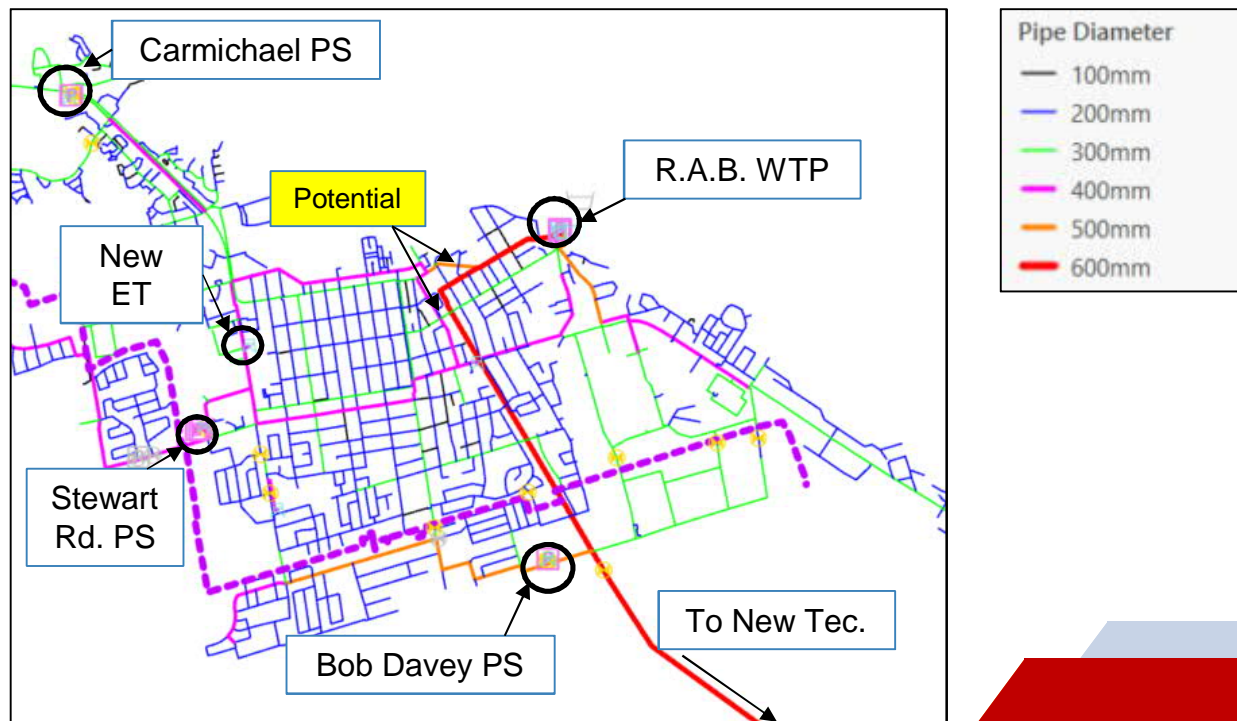 Carmichael PS
R.A.B. WTP
Potential
New
ET
Stewart
Rd. PS
Bob Davey PS
To New Tec.
Pipe Diameter
100mm
200mm
300mm
400mm
500mm
600mm